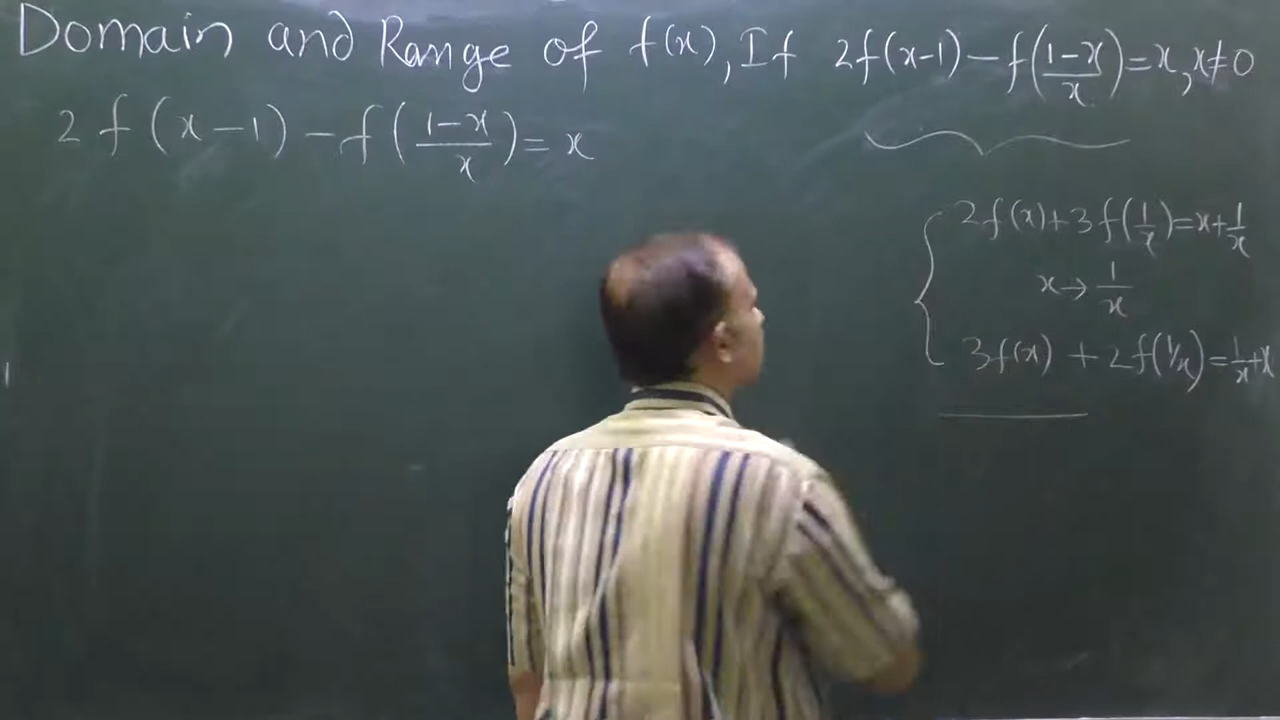 Domain and Range of f(x), If 2f(x-1)-f((1-x)/x)=x, x≠0
2f(x-1)-f((1-x)/x)=x
2f(x)+3f(1/x)=x+1/x
x→1/x
3f(x)+2f(1/x)=1/x+x